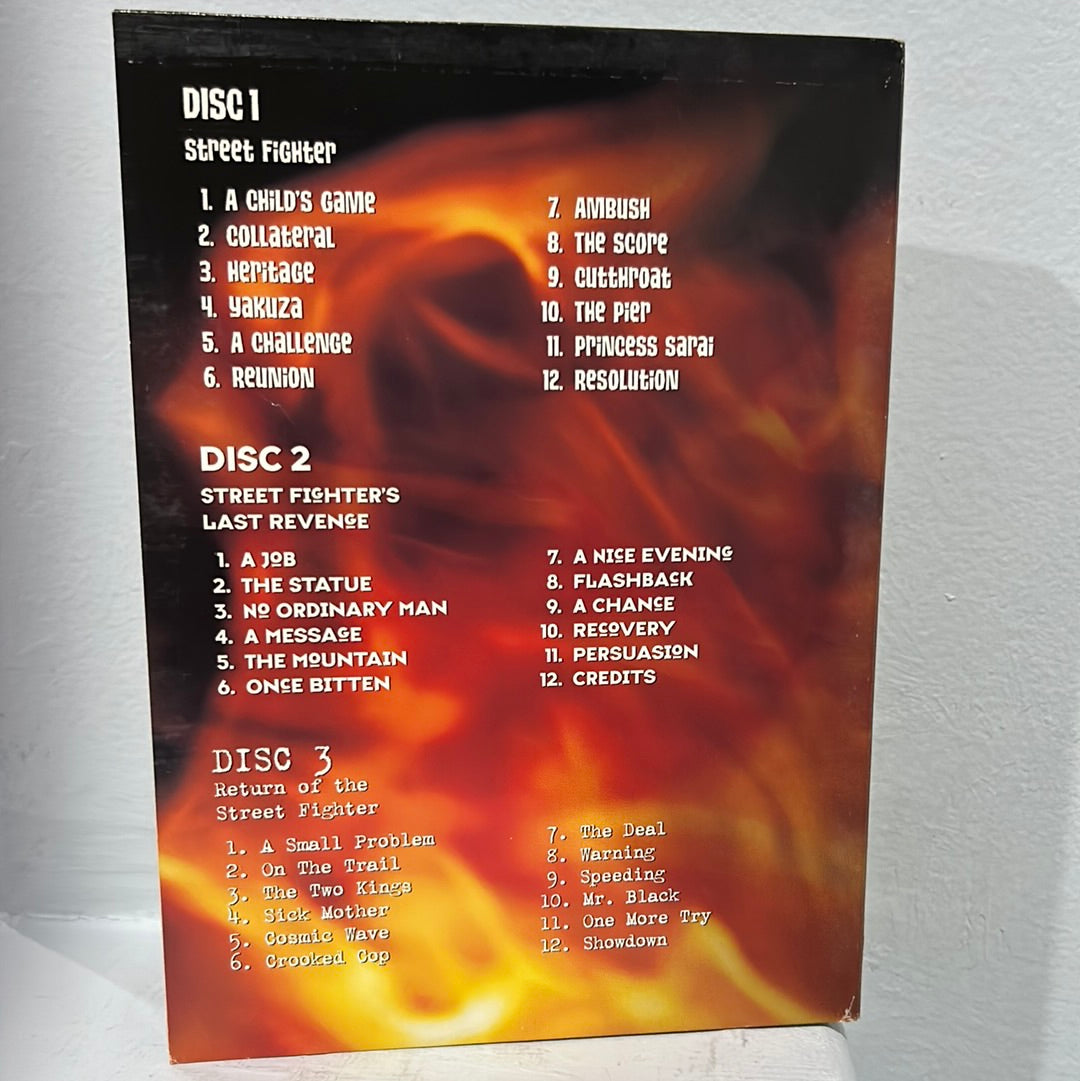 DISC 1
Street Fighter
1. A CHILD'S GAME
2. COLLATERAL
3. HERITAGE
4. YAKUZA
5. A CHALLENGE
6. REUNION
7. AMBUSH
8. THE SCORE
9. CUTTHROAT
10. THE PIER
11. PRINCESS SARAI
12. RESOLUTION
DISC 2
STREET FIGHTER'S
LAST REVENGE
1. A JOB
2. THE STATUE
3. NO ORDINARY MAN
4. A MESSAGE
5. THE MOUNTAIN
6. ONCE BITTEN
7. A NICE EVENING
8. FLASHBACK
9. A CHANCE
10. RECOVERY
11. PERSUASION
12. CREDITS
DISC 3
Return of the
Street Fighter
1. A Small Problem
2. On The Trail
3. The Two Kings
4. Sick Mother
5. Cosmic Wave
6. Crooked Cop
7. The Deal
8. Warning
9. Speeding
10. Mr. Black
11. One More Try
12. Showdown